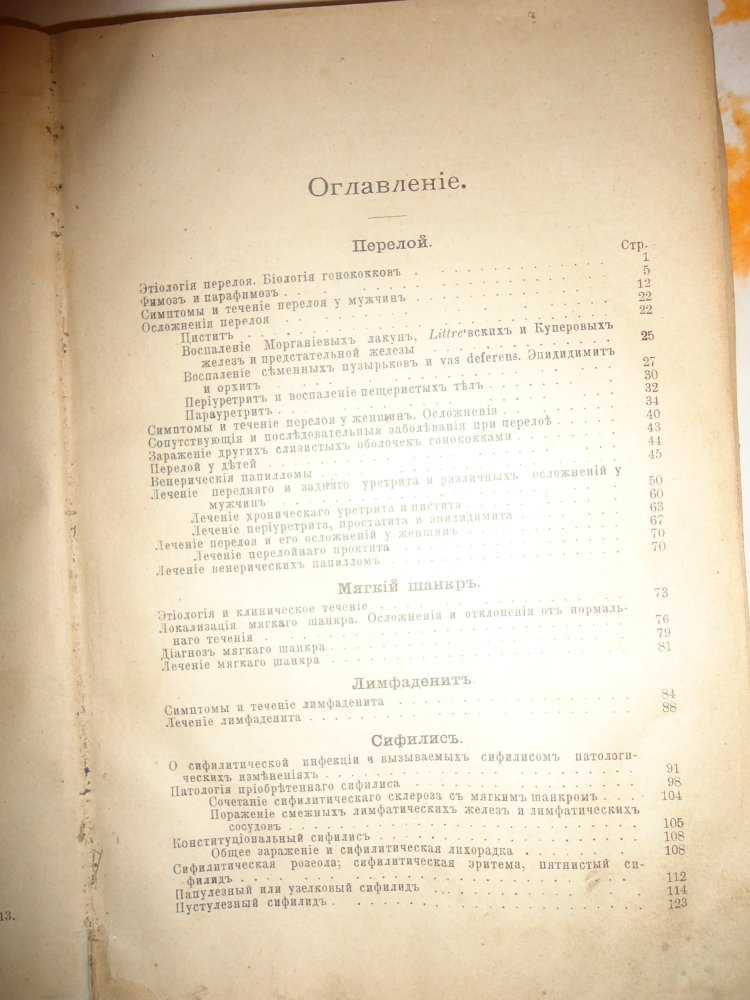 Оглавленіе.
Перелой.
Стр.
Этіологія перелоя. Біологія гонококковъ . . . . . . . . . . 1
Фимозъ и парафимозъ . . . . . . . . . . 5
Симптомы и теченіе перелоя у мужчинъ . . . . . . . . . . 12
Осложненія перелоя . . . . . . . . . . 22
Циститъ . . . . . . . . . . 22
Воспаленіе Морганіевыхъ лакунъ, Littre'вскихъ и Куперовыхъ
железъ и предстательной железы . . . . . . . . . . 25
Воспаленіе сѣменныхъ пузырьковъ и vas deferens. Эпидидимитъ
и орхитъ . . . . . . . . . . 27
Періуретритъ и воспаленіе пещеристыхъ тѣлъ . . . . . . . . . . 30
Парауретритъ . . . . . . . . . . 32
Симптомы и теченіе перелоя у женщинъ. Осложненія . . . . . . . . . . 34
Сопутствующія и послѣдовательныя заболѣванія при перелоѣ . . . . . . . . . . 40
Зараженіе другихъ слизистыхъ оболочекъ гонококками . . . . . . . . . . 43
Перелой у дѣтей . . . . . . . . . . 44
Венерическія папилломы . . . . . . . . . . 45
Леченіе передняго и задняго уретрита и различныхъ осложненій у
мужчинъ . . . . . . . . . . 50
Леченіе хроническаго уретрита и цистита . . . . . . . . . . 60
Леченіе періуретрита, простатита и эпидидимита . . . . . . . . . . 63
Леченіе перелоя и его осложненій у женщинъ . . . . . . . . . . 67
Леченіе перелойнаго проктита . . . . . . . . . . 70
Леченіе венерическихъ папилломъ . . . . . . . . . . 70
Мягкій шанкръ.
Этіологія и клиническое теченіе . . . . . . . . . . 73
Локализація мягкаго шанкра. Осложненія и отклоненія отъ нормаль-
наго теченія . . . . . . . . . . 76
Діагнозъ мягкаго шанкра . . . . . . . . . . 79
Леченіе мягкаго шанкра . . . . . . . . . . 81
Лимфаденитъ.
Симптомы и теченіе лимфаденита . . . . . . . . . . 84
Леченіе лимфаденита . . . . . . . . . . 88
Сифилисъ.
О сифилитической инфекціи и вызываемыхъ сифилисомъ патологи-
ческихъ измѣненіяхъ . . . . . . . . . . 91
Патологія пріобрѣтеннаго сифилиса . . . . . . . . . . 98
Сочетаніе сифилитическаго склероза съ мягкимъ шанкромъ . . . 104
Пораженіе смежныхъ лимфатическихъ железъ и лимфатическихъ
сосудовъ . . . . . . . . . . 105
Конституціональный сифилисъ . . . . . . . . . . 108
Общее зараженіе и сифилитическая лихорадка . . . . . . . . . . 108
Сифилитическая розеола; сифилитическая эритема, пятнистый си-
филидъ . . . . . . . . . . 112
Папулезный или узелковый сифилидъ . . . . . . . . . . 114
Пустулезный сифилидъ . . . . . . . . . . 123
13.